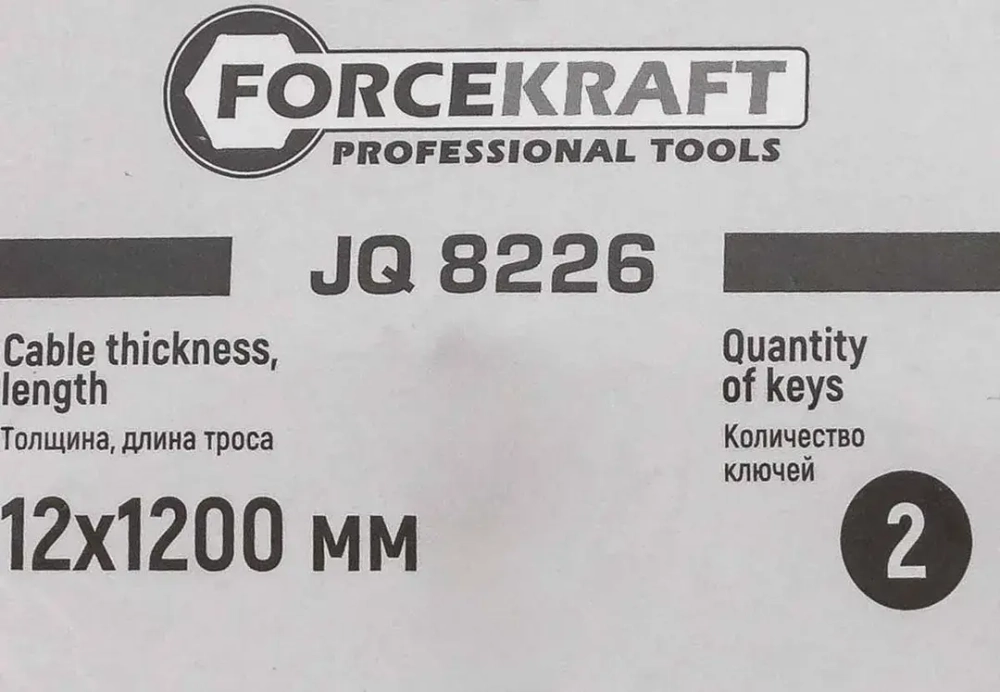 FORCEKRAFT
PROFESSIONAL TOOLS
JQ 8226
Cable thickness,
length
Толщина, длина троса
12x1200 мм
Quantity
of keys
Количество
ключей
2